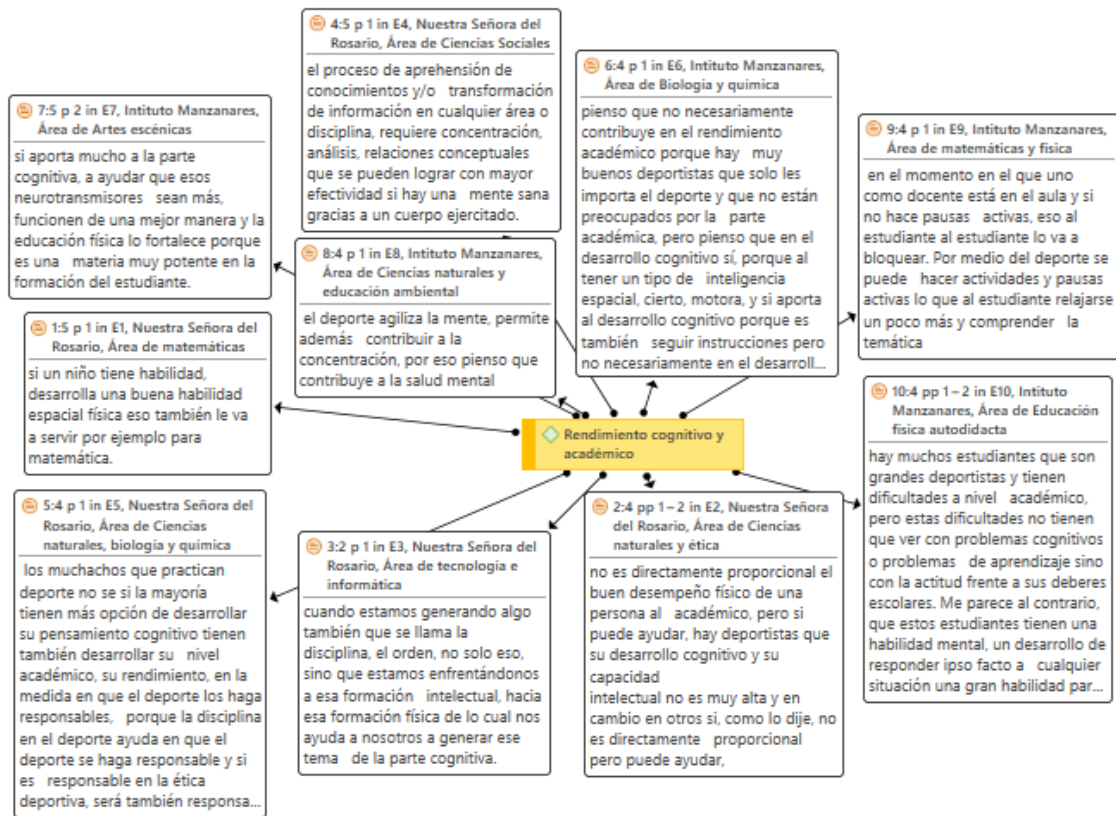 4:5 p 1 in E4, Nuestra Señora del
Rosario, Área de Ciencias Sociales
el proceso de aprehensión de
conocimientos y/o transformación
de información en cualquier área o
disciplina, requiere concentración,
análisis, relaciones conceptuales
que se pueden lograr con mayor
efectividad si hay una mente sana
gracias a un cuerpo ejercitado.
6:4 p 1 in E6, Intituto Manzanares,
Área de Biología y química
pienso que no necesariamente
contribuye en el rendimiento
académico porque hay muy
buenos deportistas que solo les
importa el deporte y que no están
preocupados por la parte
académica, pero pienso que en el
desarrollo cognitivo sí, porque al
tener un tipo de inteligencia
espacial, cierto, motora, y si aporta
al desarrollo cognitivo porque es
también seguir instrucciones pero
no necesariamente en el desarroll...
7:5 p 2 in E7, Intituto Manzanares,
Área de Artes escénicas
si aporta mucho a la parte
cognitiva, a ayudar que esos
neurotransmisores sean más,
funcionen de una mejor manera y la
educación física lo fortalece porque
es una materia muy potente en la
formación del estudiante.
9:4 p 1 in E9, Intituto Manzanares,
Área de matemáticas y física
en el momento en el que uno
como docente está en el aula y si
no hace pausas activas, eso al
estudiante al estudiante lo va a
bloquear. Por medio del deporte se
puede hacer actividades y pausas
activas lo que al estudiante relajarse
un poco más y comprender la
temática
8:4 p 1 in E8, Intituto Manzanares,
Área de Ciencias naturales y
educación ambiental
el deporte agiliza la mente, permite
además contribuir a la
concentración, por eso pienso que
contribuye a la salud mental
1:5 p 1 in E1, Nuestra Señora del
Rosario, Área de matemáticas
si un niño tiene habilidad,
desarrolla una buena habilidad
espacial física eso también le va
a servir por ejemplo para
matemática.
Rendimiento cognitivo y
académico
10:4 pp 1 – 2 in E10, Intituto
Manzanares, Área de Educación
física autodidacta
hay muchos estudiantes que son
grandes deportistas y tienen
dificultades a nivel académico,
pero estas dificultades no tienen
que ver con problemas cognitivos
o problemas de aprendizaje sino
con la actitud frente a sus deberes
escolares. Me parece al contrario,
que estos estudiantes tienen una
habilidad mental, un desarrollo de
responder ipso facto a cualquier
situación una gran habilidad par...
5:4 p 1 in E5, Nuestra Señora del
Rosario, Área de Ciencias
naturales, biología y química
los muchachos que practican
deporte no se si la mayoría
tienen más opción de desarrollar
su pensamiento cognitivo tienen
también desarrollar su nivel
académico, su rendimiento, en la
medida en que el deporte los haga
responsables, porque la disciplina
en el deporte ayuda en que el
deporte se haga responsable y si
es responsable en la ética
deportiva, será también responsa...
3:2 p 1 in E3, Nuestra Señora del
Rosario, Área de tecnología e
informática
cuando estamos generando algo
también que se llama la
disciplina, el orden, no solo eso,
sino que estamos enfrentándonos
a esa formación intelectual, hacia
esa formación física de lo cual nos
ayuda a nosotros a generar ese
tema de la parte cognitiva.
2:4 pp 1 – 2 in E2, Nuestra Señora
del Rosario, Área de Ciencias
naturales y ética
no es directamente proporcional el
buen desempeño físico de una
persona al académico, pero si
puede ayudar, hay deportistas que
su desarrollo cognitivo y su
capacidad
intelectual no es muy alta y en
cambio en otros si, como lo dije, no
es directamente proporcional
pero puede ayudar,